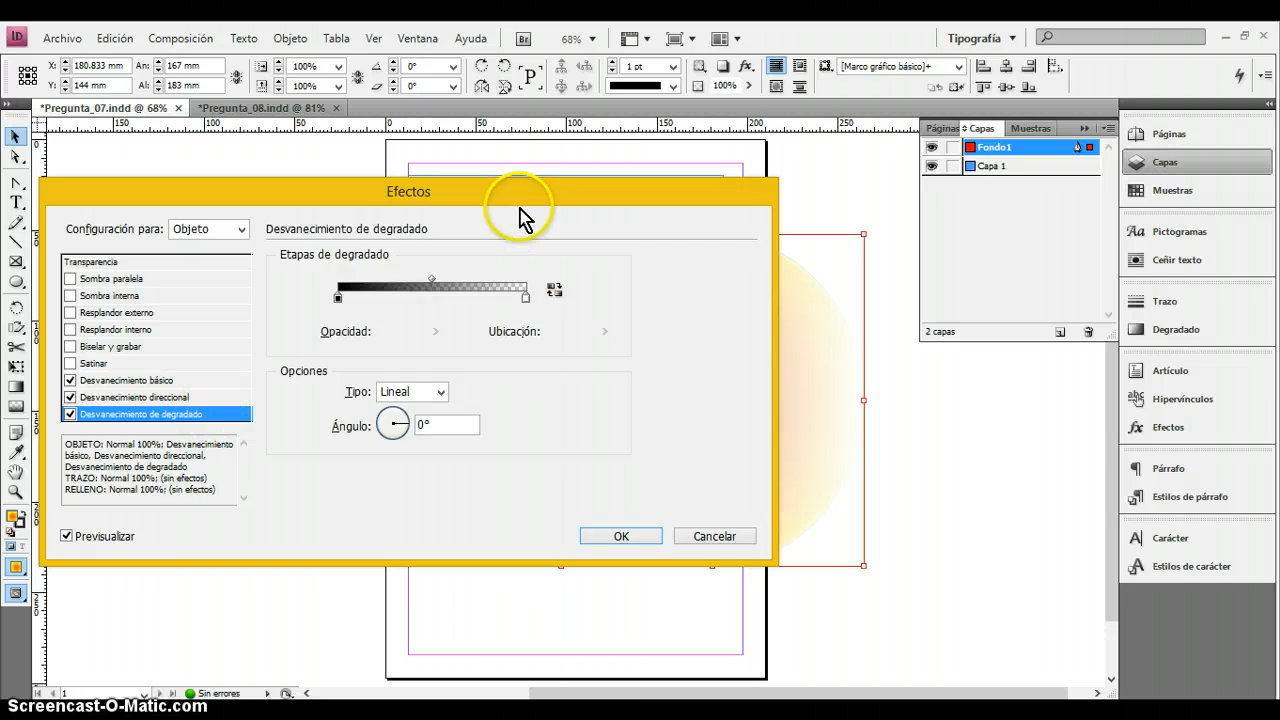 ID Archivo Edición Composición Texto Objeto Tabla Ver Ventana Ayuda Br 68% Tipografía
X: 180.833 mm An: 167 mm 100% 0° P 1 pt fx [Marco gráfico básico]+
Y: 144 mm Al: 183 mm 100% 0° 100%
*Pregunta_07.indd @ 68% × *Pregunta_08.indd @ 81% ×
150 100 50 0 50 100 150 200 250
Efectos
Configuración para: Objeto
Desvanecimiento de degradado
Transparencia
Sombra paralela
Sombra interna
Resplandor externo
Resplandor interno
Biselar y grabar
Satinar
Desvanecimiento básico
Desvanecimiento direccional
Desvanecimiento de degradado
OBJETO: Normal 100%; Desvanecimiento
básico, Desvanecimiento direccional,
Desvanecimiento de degradado
TRAZO: Normal 100%; (sin efectos)
RELLENO: Normal 100%; (sin efectos)
Previsualizar
Etapas de degradado
Opacidad: Ubicación:
Opciones
Tipo: Lineal
Ángulo: 0°
OK Cancelar
Páginas Capas Muestras
Fondo1
Capa 1
2 capas
Páginas
Capas
Muestras
Pictogramas
Ceñir texto
Trazo
Degradado
Artículo
Hipervínculos
Efectos
Párrafo
Estilos de párrafo
Carácter
Estilos de carácter
1 Sin errores
Screencast-O-Matic.com